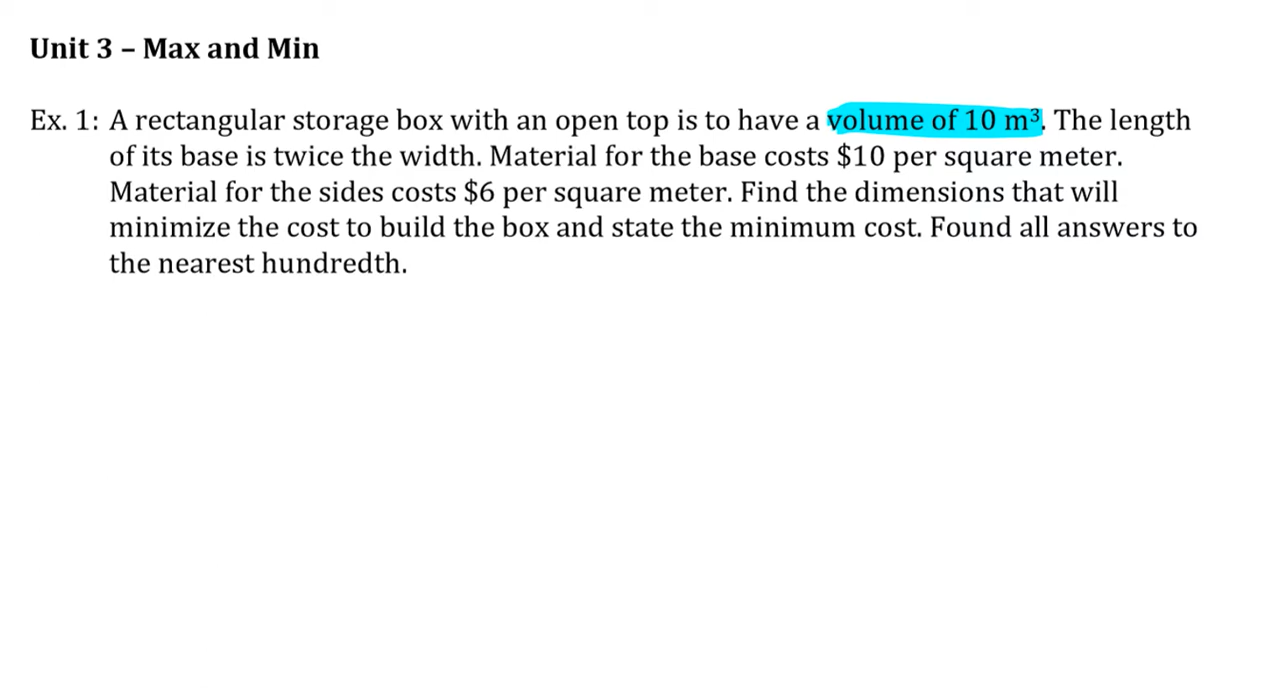 Unit 3 – Max and Min
Ex. 1: A rectangular storage box with an open top is to have a volume of 10 m³. The length
of its base is twice the width. Material for the base costs $10 per square meter.
Material for the sides costs $6 per square meter. Find the dimensions that will
minimize the cost to build the box and state the minimum cost. Found all answers to
the nearest hundredth.